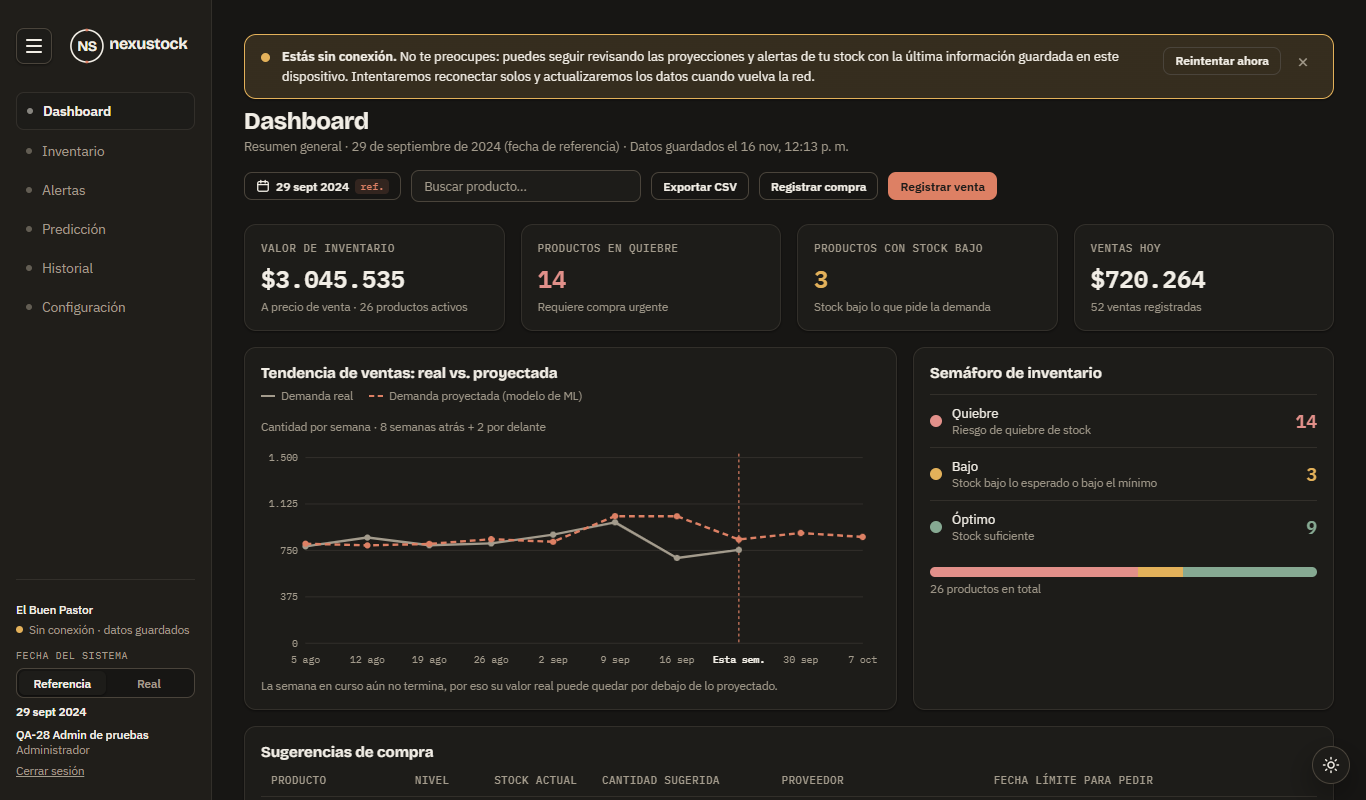 NS nexustock
Dashboard
Inventario
Alertas
Predicción
Historial
Configuración
El Buen Pastor
Sin conexión · datos guardados
FECHA DEL SISTEMA
Referencia Real
29 sept 2024
QA-28 Admin de pruebas
Administrador
Cerrar sesión
Estás sin conexión. No te preocupes: puedes seguir revisando las proyecciones y alertas de tu stock con la última información guardada en este
dispositivo. Intentaremos reconectar solos y actualizaremos los datos cuando vuelva la red.
Reintentar ahora ×
Dashboard
Resumen general · 29 de septiembre de 2024 (fecha de referencia) · Datos guardados el 16 nov, 12:13 p. m.
29 sept 2024 ref. Buscar producto... Exportar CSV Registrar compra Registrar venta
VALOR DE INVENTARIO
$3.045.535
A precio de venta · 26 productos activos
PRODUCTOS EN QUIEBRE
14
Requiere compra urgente
PRODUCTOS CON STOCK BAJO
3
Stock bajo lo que pide la demanda
VENTAS HOY
$720.264
52 ventas registradas
Tendencia de ventas: real vs. proyectada
Demanda real Demanda proyectada (modelo de ML)
Cantidad por semana · 8 semanas atrás + 2 por delante
1.500
1.125
750
375
0
5 ago 12 ago 19 ago 26 ago 2 sep 9 sep 16 sep Esta sem. 30 sep 7 oct
La semana en curso aún no termina, por eso su valor real puede quedar por debajo de lo proyectado.
Semáforo de inventario
Quiebre
Riesgo de quiebre de stock
14
Bajo
Stock bajo lo esperado o bajo el mínimo
3
Óptimo
Stock suficiente
9
26 productos en total
Sugerencias de compra
PRODUCTO NIVEL STOCK ACTUAL CANTIDAD SUGERIDA PROVEEDOR FECHA LÍMITE PARA PEDIR